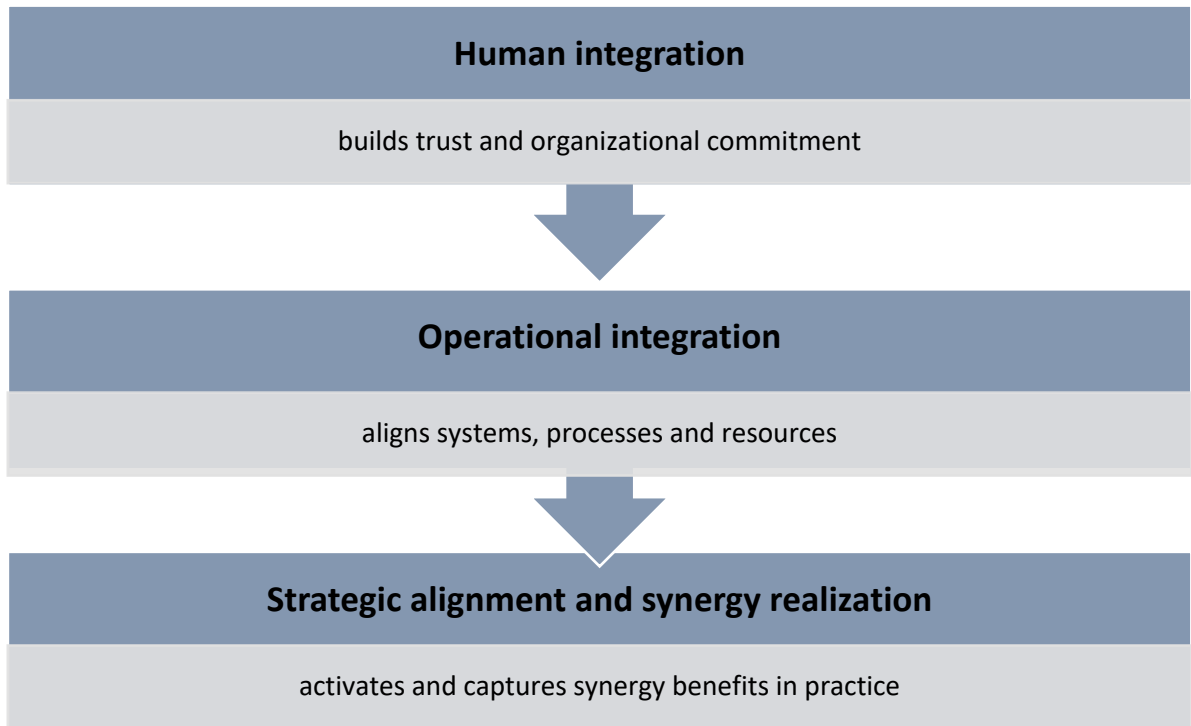 Human integration
builds trust and organizational commitment
Operational integration
aligns systems, processes and resources
Strategic alignment and synergy realization
activates and captures synergy benefits in practice